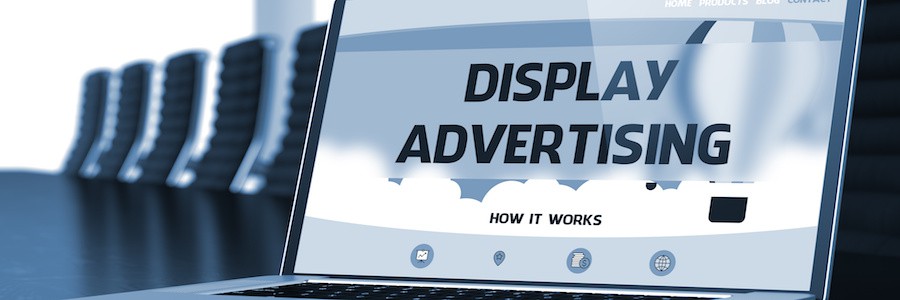 HOME PRODUCTS BLOG CONTACT
DISPLAY
ADVERTISING
HOW IT WORKS